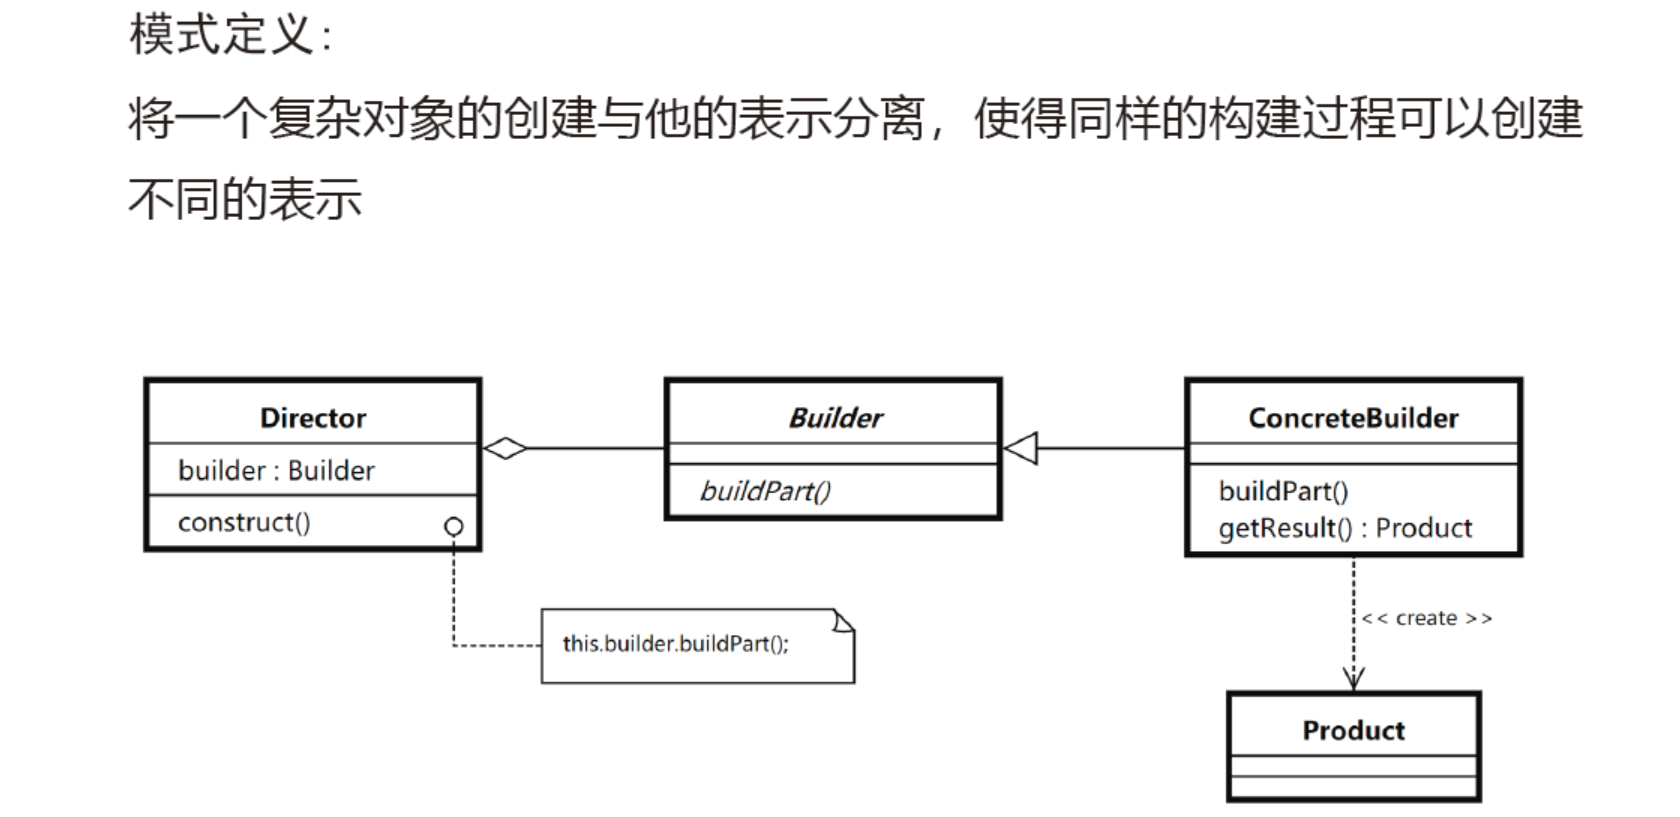 模式定义：
将一个复杂对象的创建与他的表示分离，使得同样的构建过程可以创建
不同的表示
Director
builder : Builder
construct()
Builder
buildPart()
ConcreteBuilder
buildPart()
getResult() : Product
this.builder.buildPart();
<< create >>
Product